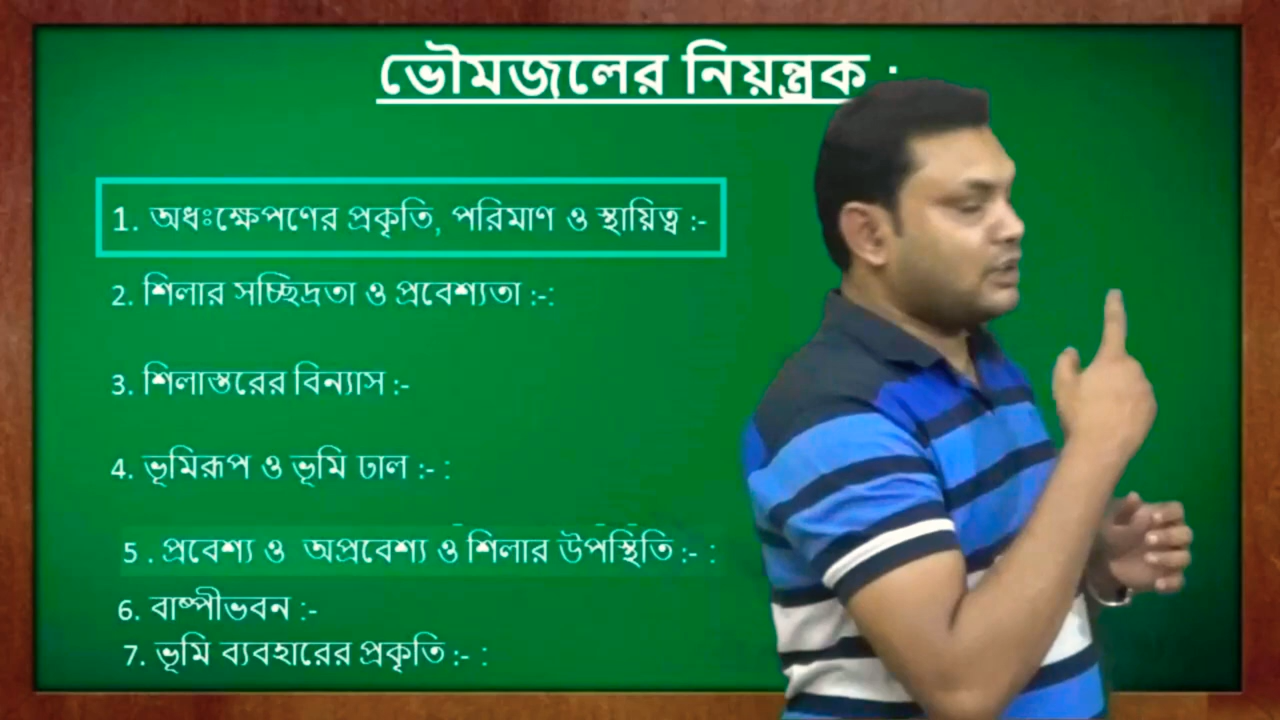 ভৌমজলের নিয়ন্ত্রক :
1. অধঃক্ষেপণের প্রকৃতি, পরিমাণ ও স্থায়িত্ব :-
2. শিলার সচ্ছিদ্রতা ও প্রবেশ্যতা :-:
3. শিলাস্তরের বিন্যাস :-
4. ভূমিরূপ ও ভূমি ঢাল :- :
5 . প্রবেশ্য ও অপ্রবেশ্য ও শিলার উপস্থিতি :- :
6. বাষ্পীভবন :-
7. ভূমি ব্যবহারের প্রকৃতি :- :